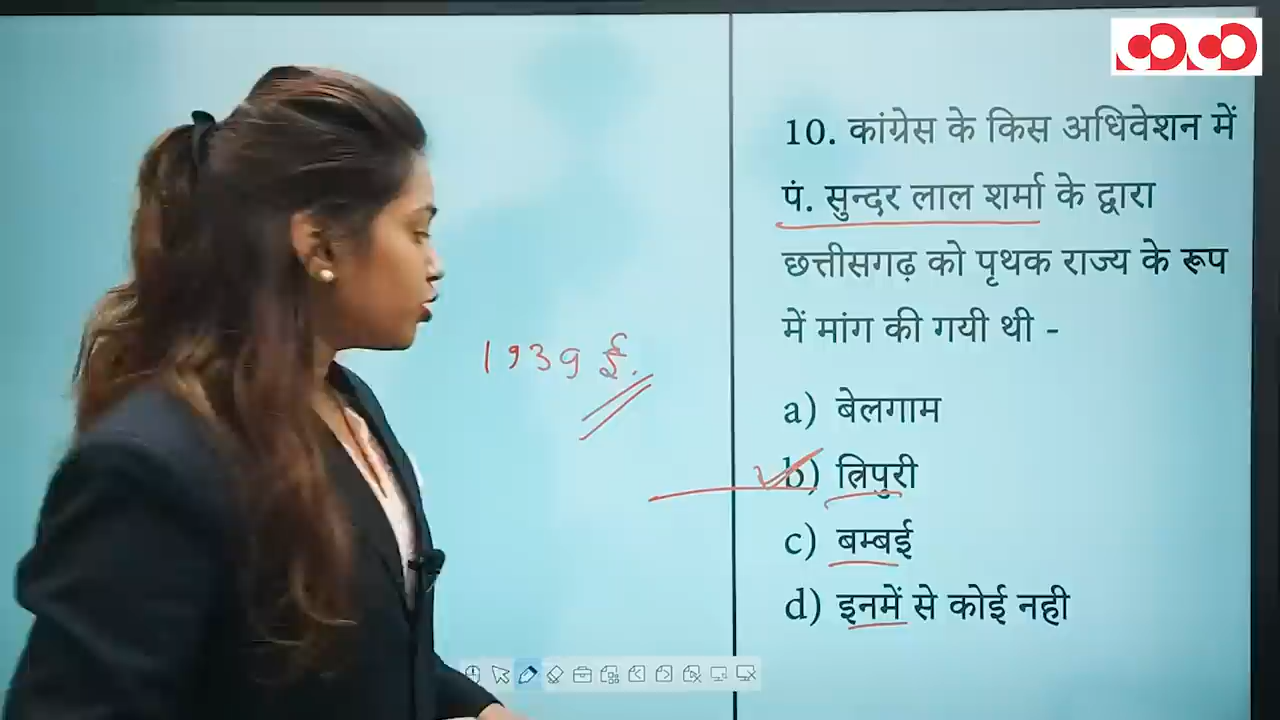 10. कांग्रेस के किस अधिवेशन में
पं. सुन्दर लाल शर्मा के द्वारा
छत्तीसगढ़ को पृथक राज्य के रूप
में मांग की गयी थी -
1939 ई.
a) बेलगाम
b) त्रिपुरी
c) बम्बई
d) इनमें से कोई नही